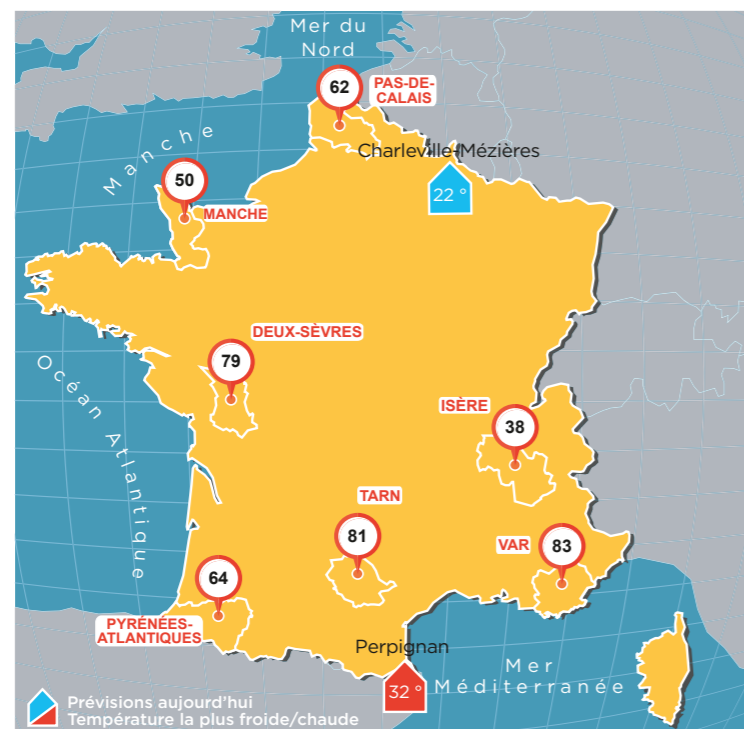 Mer du
Nord
62
PAS-DE-
CALAIS
Charleville-Mézières
22 °
Manche
50
MANCHE
DEUX-SÈVRES
79
Océan Atlantique
ISÈRE
38
TARN
81
VAR
83
64
PYRÉNÉES-
ATLANTIQUES
Perpignan
32 °
Mer
Méditerranée
Prévisions aujourd'hui
Température la plus froide/chaude